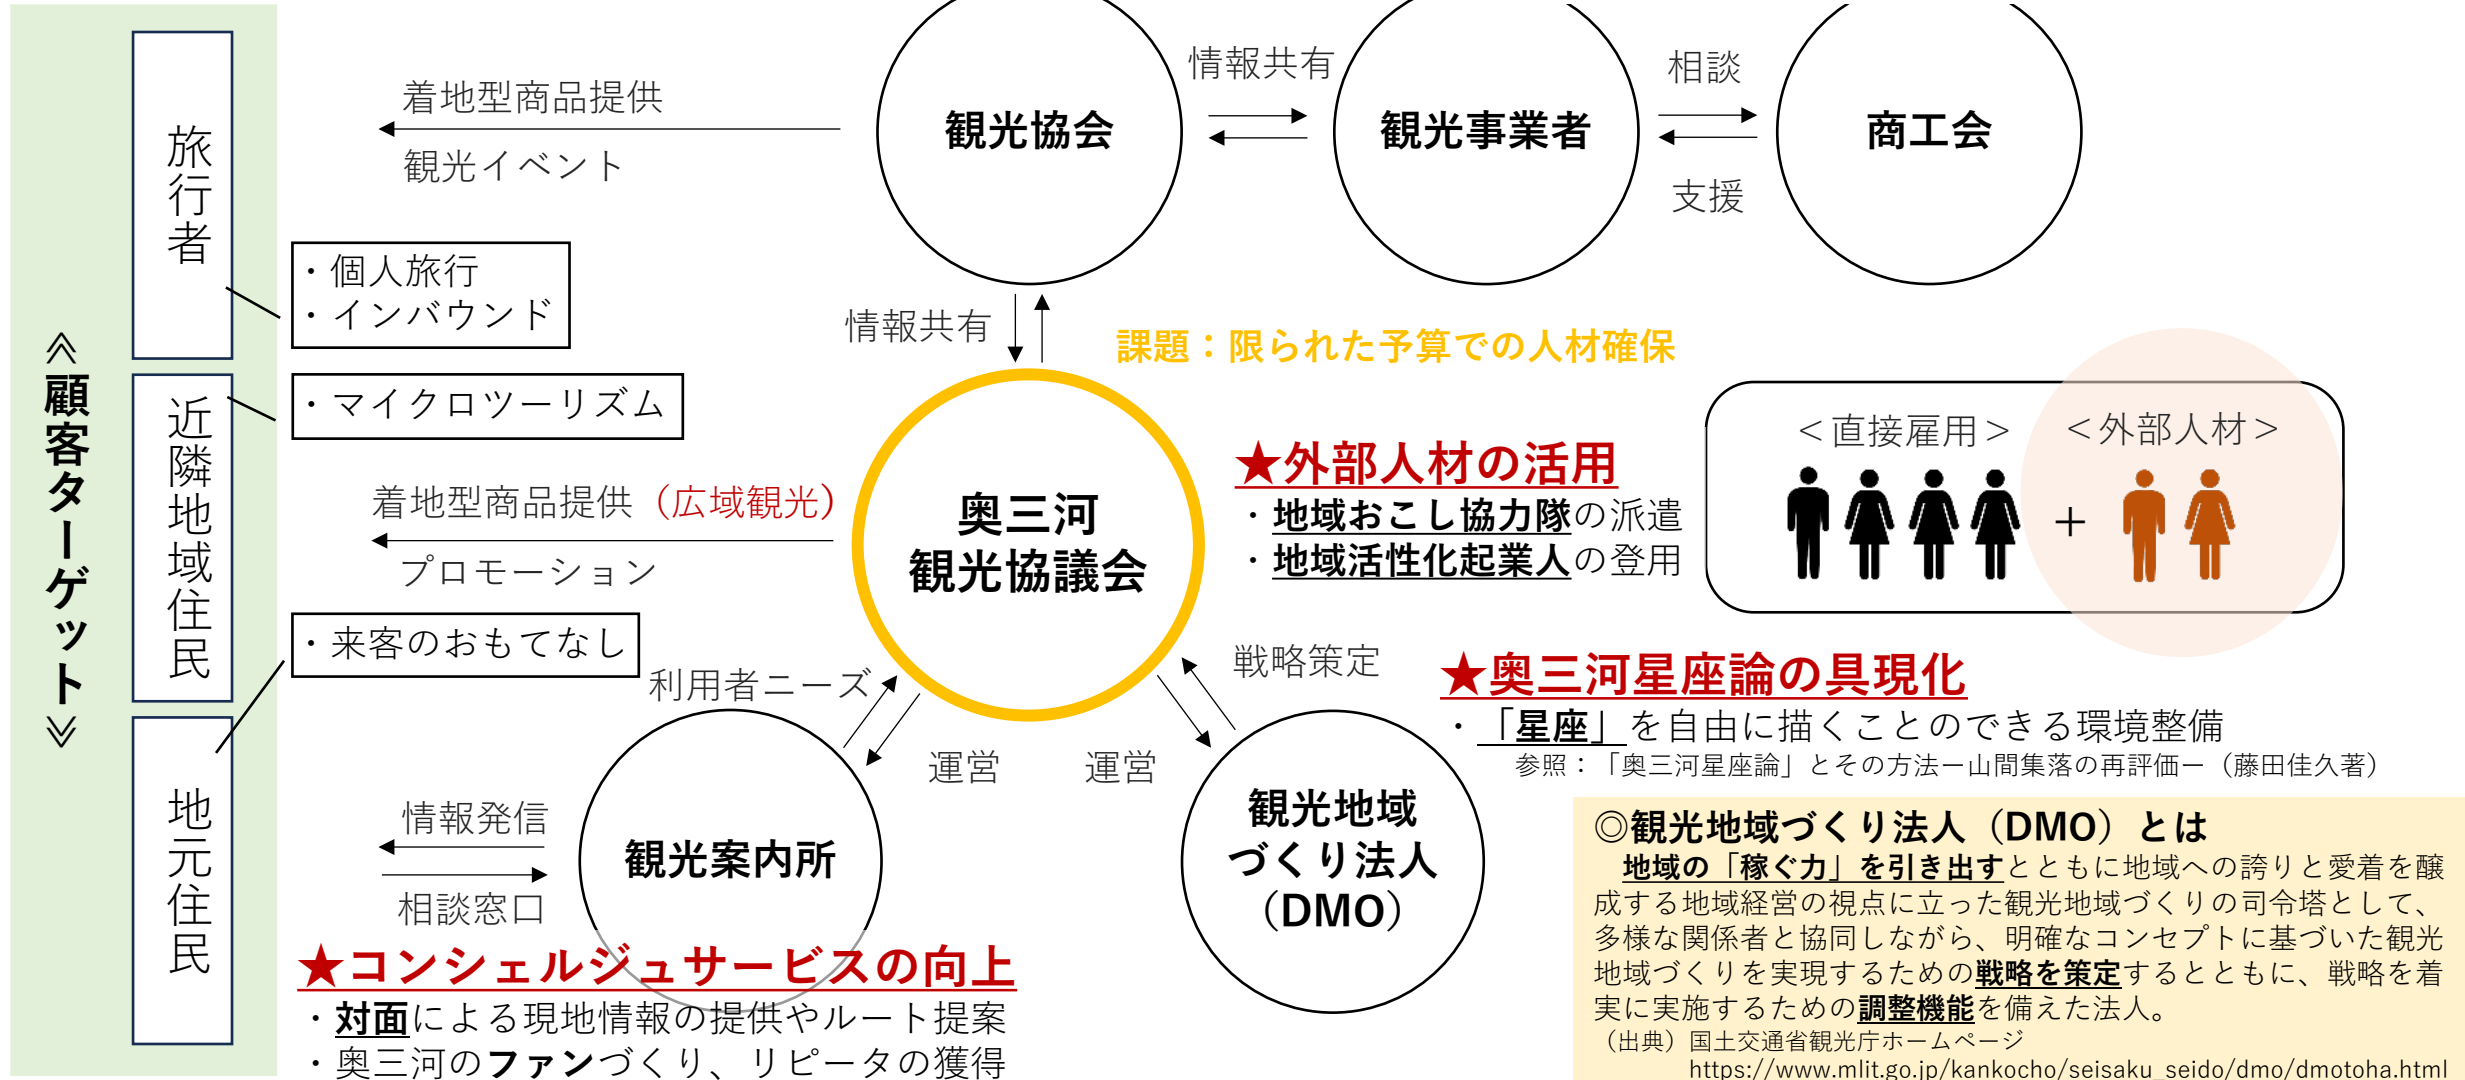 ≪顧客ターゲット≫
旅行者
近隣地域住民
地元住民
・個人旅行
・インバウンド
・マイクロツーリズム
・来客のおもてなし
着地型商品提供
観光イベント
観光協会
情報共有
観光事業者
相談
支援
商工会
情報共有
課題：限られた予算での人材確保
着地型商品提供（広域観光）
プロモーション
奥三河
観光協議会
★外部人材の活用
・地域おこし協力隊の派遣
・地域活性化起業人の登用
＜直接雇用＞
＋
＜外部人材＞
利用者ニーズ
運営
運営
戦略策定
★奥三河星座論の具現化
・「星座」を自由に描くことのできる環境整備
参照：「奥三河星座論」とその方法ー山間集落の再評価ー（藤田佳久著）
情報発信
相談窓口
観光案内所
観光地域
づくり法人
（DMO）
★コンシェルジュサービスの向上
・対面による現地情報の提供やルート提案
・奥三河のファンづくり、リピータの獲得
◎観光地域づくり法人（DMO）とは
地域の「稼ぐ力」を引き出すとともに地域への誇りと愛着を醸
成する地域経営の視点に立った観光地域づくりの司令塔として、
多様な関係者と協同しながら、明確なコンセプトに基づいた観光
地域づくりを実現するための戦略を策定するとともに、戦略を着
実に実施するための調整機能を備えた法人。
（出典）国土交通省観光庁ホームページ
https://www.mlit.go.jp/kankocho/seisaku_seido/dmo/dmotoha.html